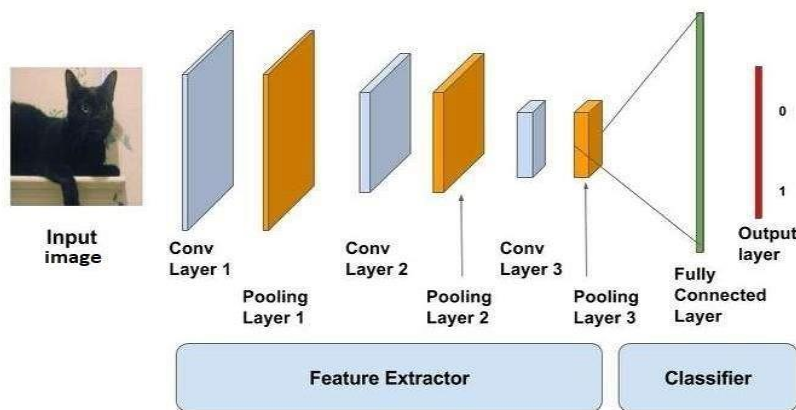 Input
image
Conv
Layer 1
Pooling
Layer 1
Conv
Layer 2
Pooling
Layer 2
Conv
Layer 3
Pooling
Layer 3
Fully
Connected
Layer
0
1
Output
layer
Feature Extractor
Classifier